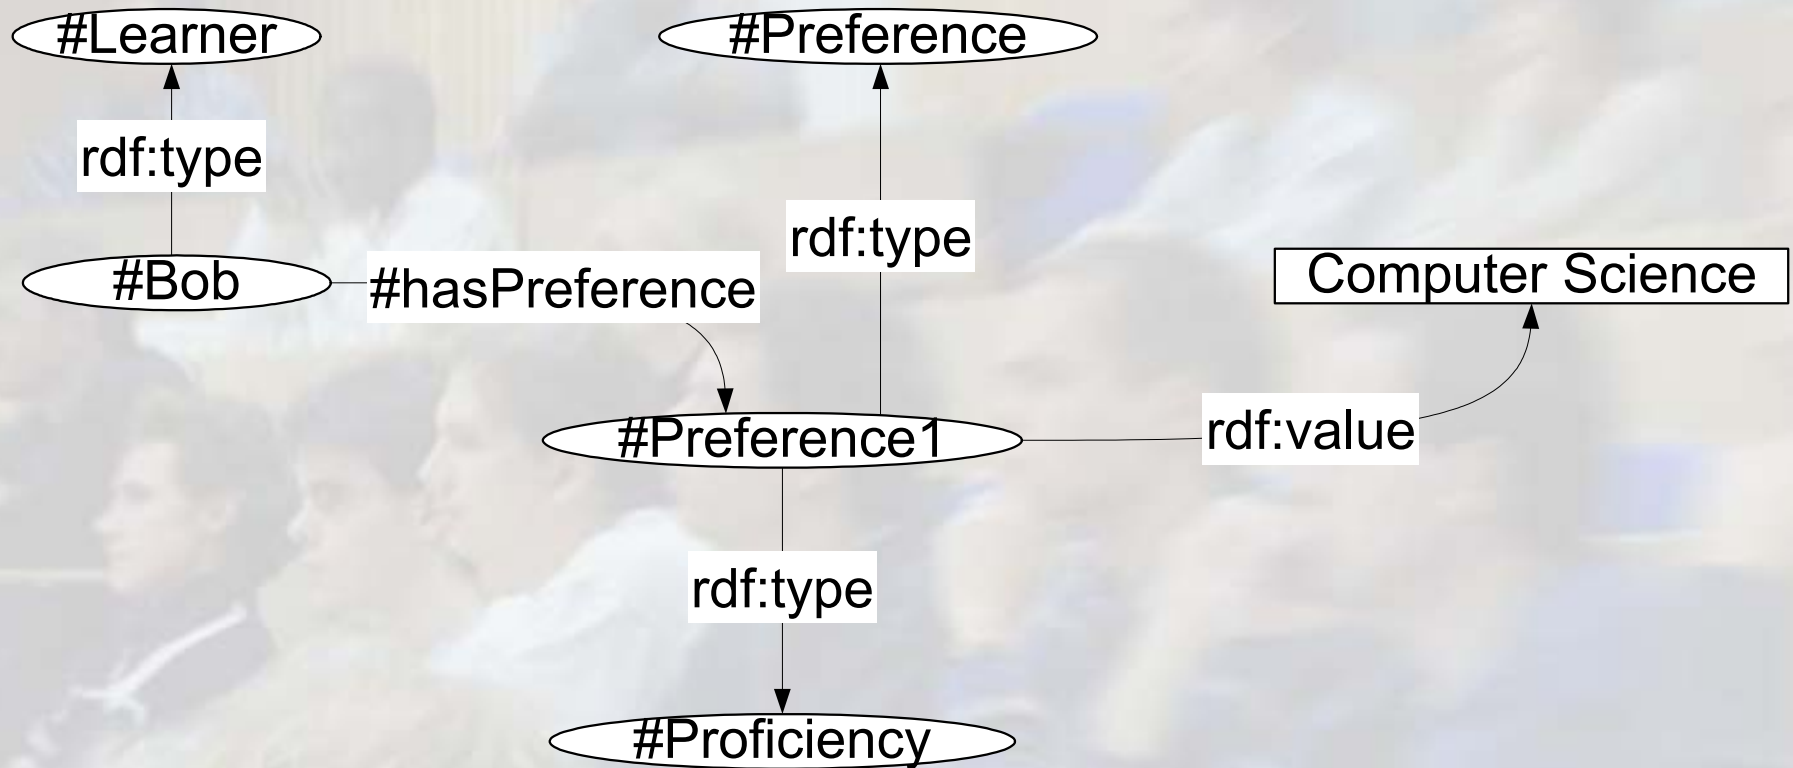 #Learner
#Preference
rdf:type
rdf:type
#Bob
#hasPreference
Computer Science
#Preference1
rdf:value
rdf:type
#Proficiency